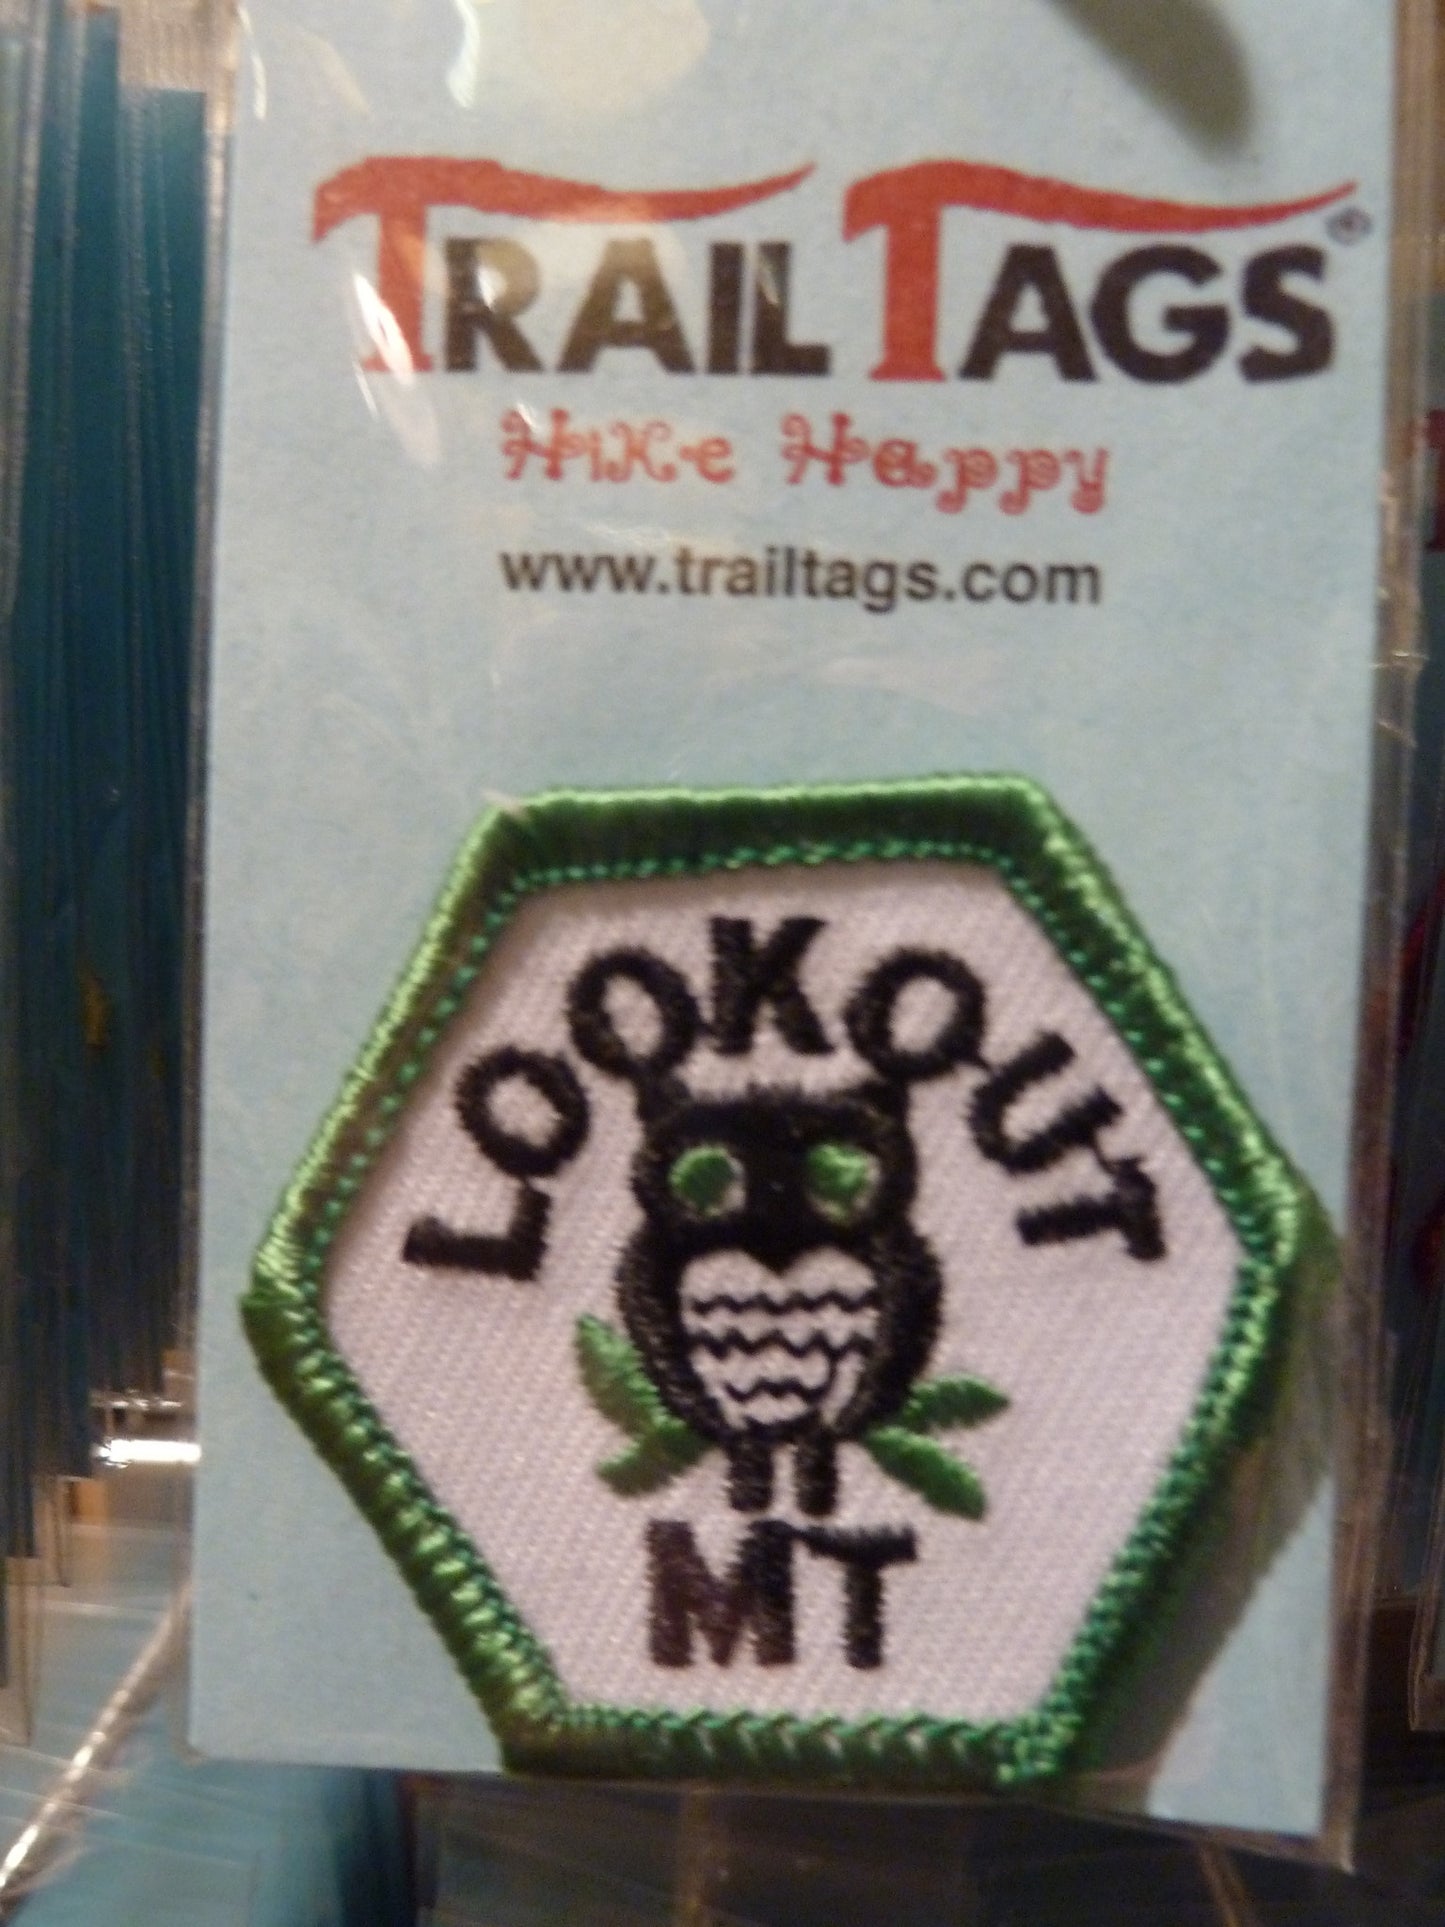 TRAIL TAGS®
Hike Happy
www.trailtags.com
LOOKOUT
MT